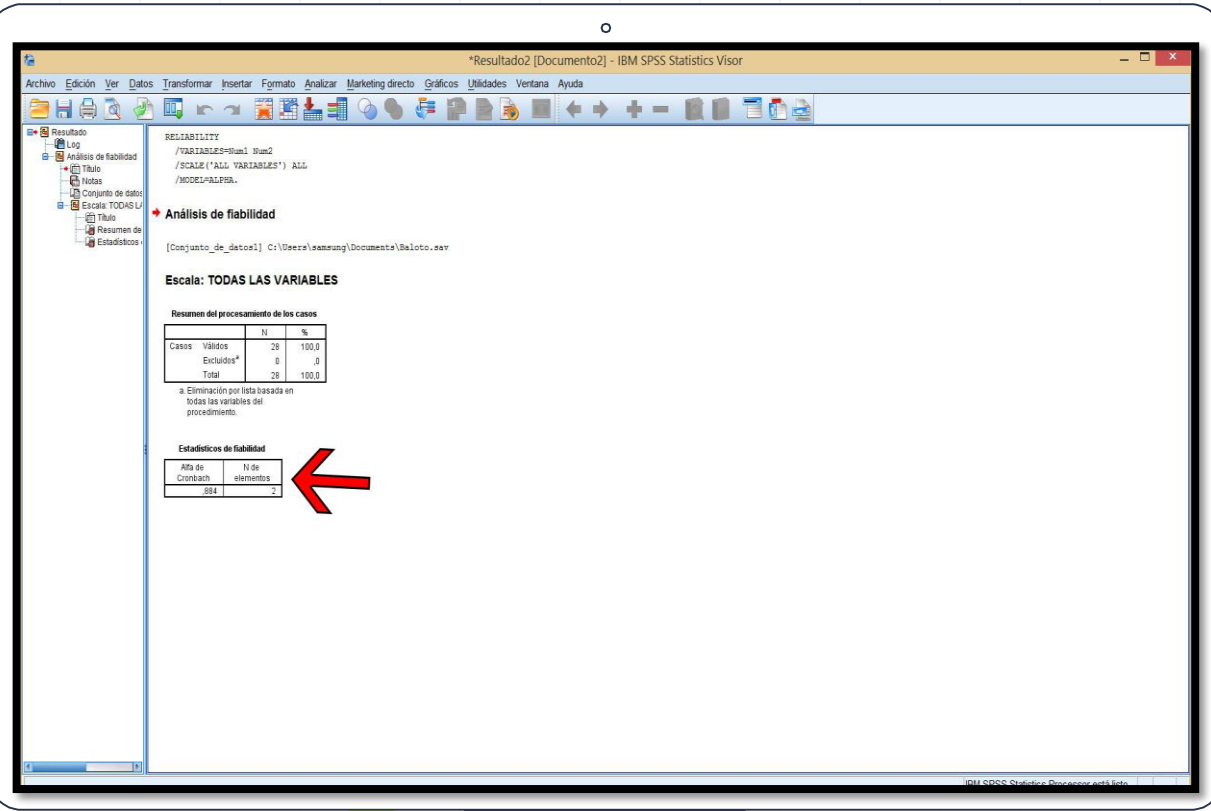 *Resultado2 [Documento2] - IBM SPSS Statistics Visor
Archivo Edición Ver Datos Transformar Insertar Formato Analizar Marketing directo Gráficos Utilidades Ventana Ayuda
Resultado
Log
Análisis de fiabilidad
Título
Notas
Conjunto de datos
Escala: TODAS LA
Título
Resumen de
Estadísticos
RELIABILITY
/VARIABLES=Num1 Num2
/SCALE('ALL VARIABLES') ALL
/MODEL=ALPHA.
Análisis de fiabilidad
[Conjunto_de_datos1] C:\Users\samsung\Documents\Baloto.sav
Escala: TODAS LAS VARIABLES
Resumen del procesamiento de los casos
N %
Casos Válidos 28 100,0
Excluidosª 0 ,0
Total 28 100,0
a. Eliminación por lista basada en
todas las variables del
procedimiento.
Estadísticos de fiabilidad
Alfa de Cronbach N de elementos
,884 2
IBM SPSS Statistics Processor está listo